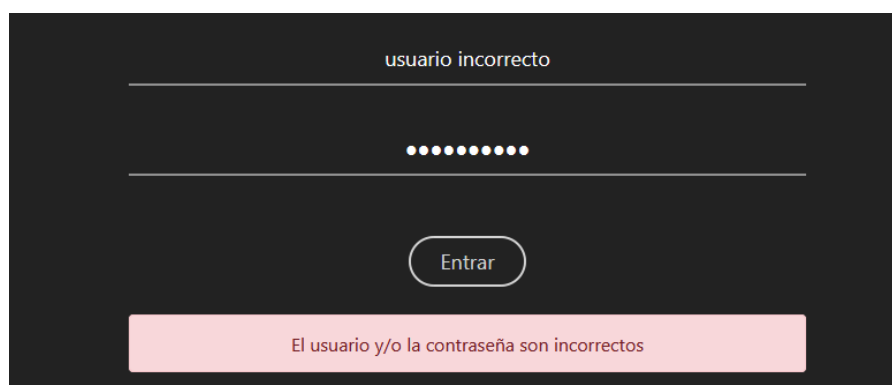 usuario incorrecto
••••••••••
Entrar
El usuario y/o la contraseña son incorrectos